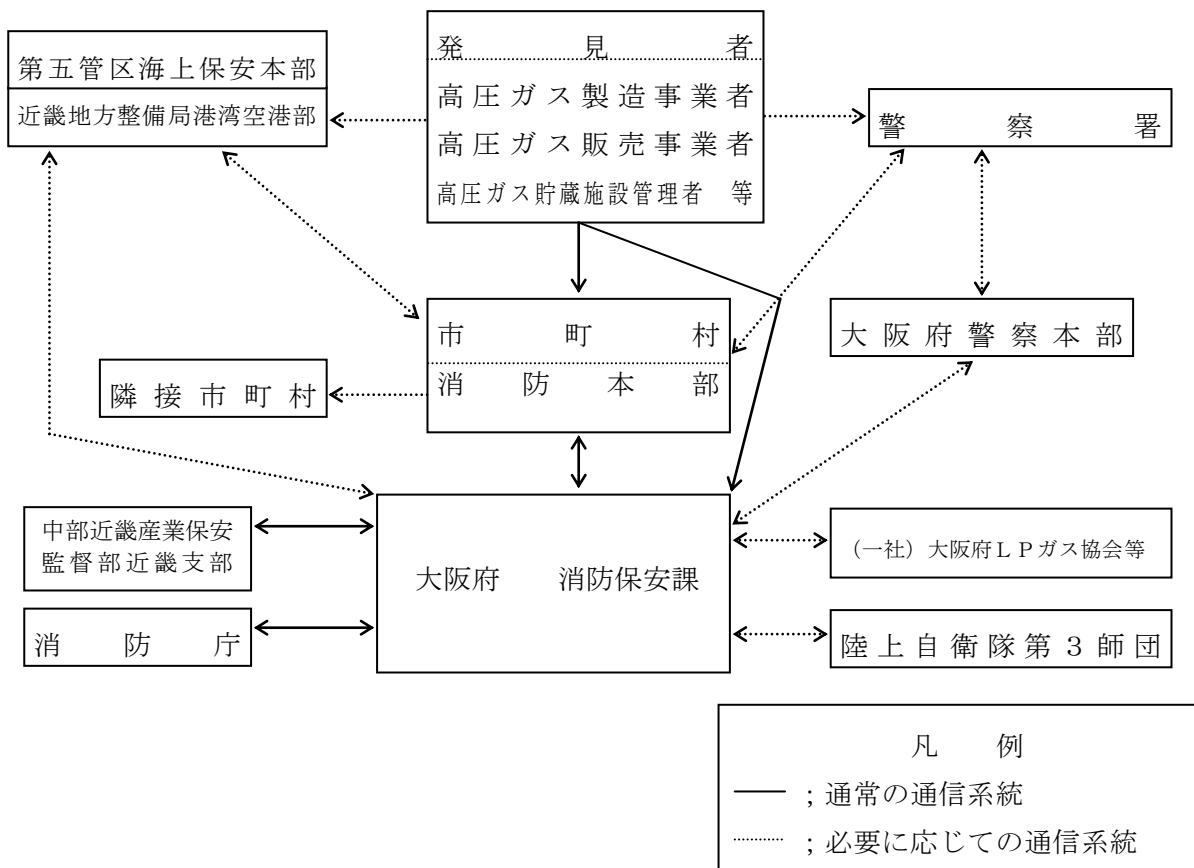 発見者
高圧ガス製造事業者
高圧ガス販売事業者
高圧ガス貯蔵施設管理者 等
第五管区海上保安本部
近畿地方整備局港湾空港部
警察署
市町村
消防本部
大阪府警察本部
隣接市町村
中部近畿産業保安
監督部近畿支部
大阪府 消防保安課
(一社)大阪府LPガス協会等
消防庁
陸上自衛隊第3師団
凡例
;通常の通信系統
;必要に応じての通信系統